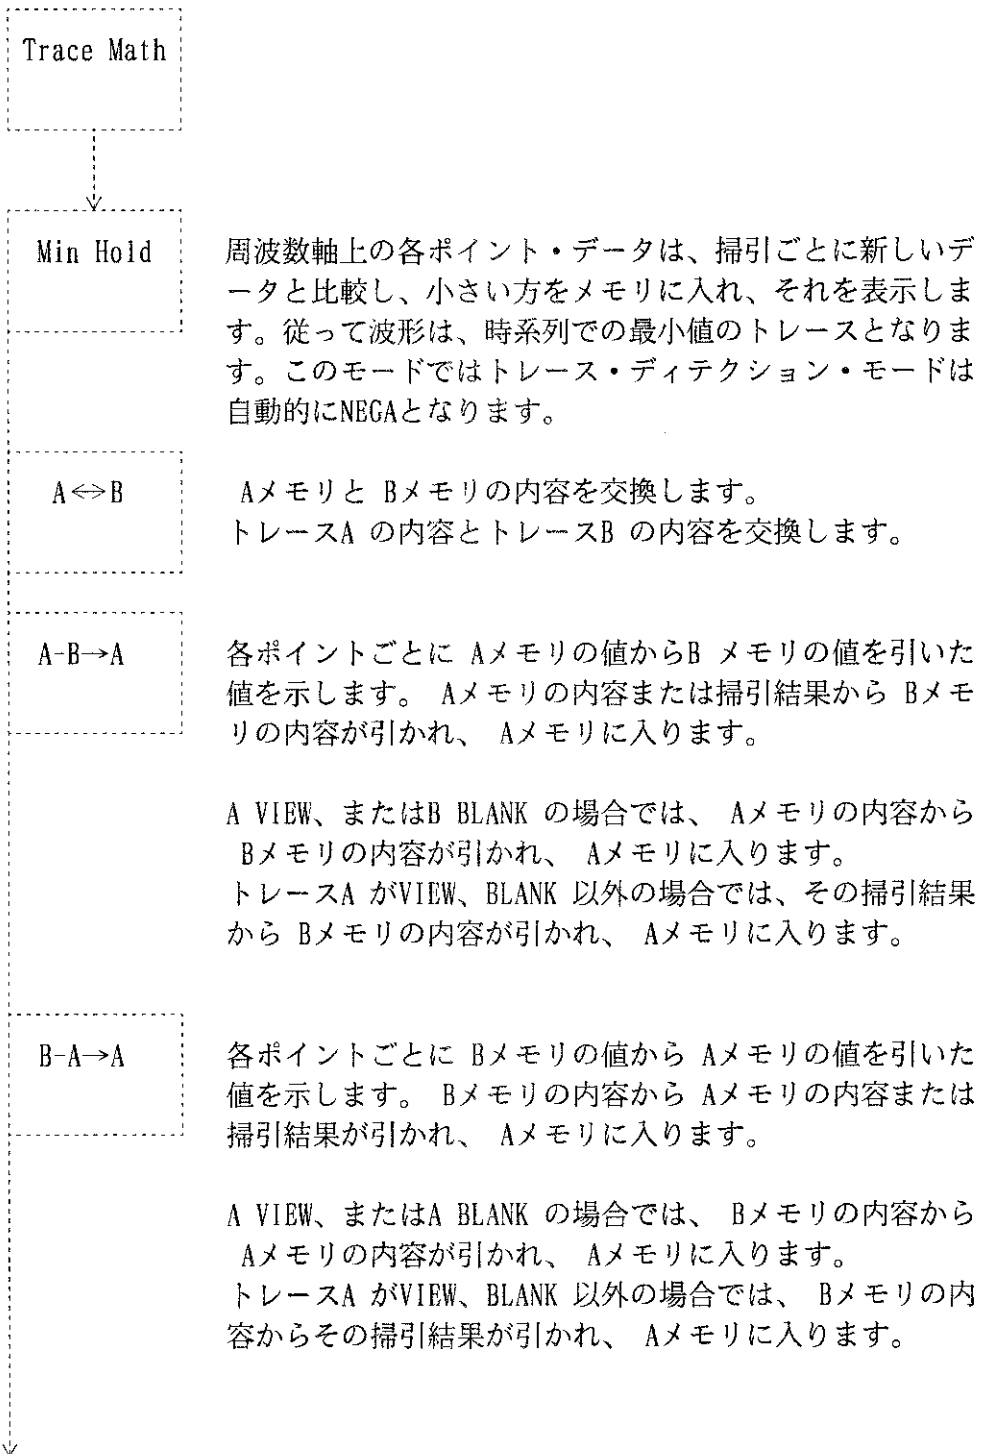 Trace Math
Min Hold
周波数軸上の各ポイント・データは、掃引ごとに新しいデ
ータと比較し、小さい方をメモリに入れ、それを表示しま
す。従って波形は、時系列での最小値のトレースとなりま
す。このモードではトレース・ディテクション・モードは
自動的にNEGAとなります。
A⇔B
Aメモリと Bメモリの内容を交換します。
トレースA の内容とトレースB の内容を交換します。
A-B→A
各ポイントごとに Aメモリの値からB メモリの値を引いた
値を示します。 Aメモリの内容または掃引結果から Bメモ
リの内容が引かれ、 Aメモリに入ります。
A VIEW、またはB BLANK の場合では、 Aメモリの内容から
Bメモリの内容が引かれ、 Aメモリに入ります。
トレースA がVIEW、BLANK 以外の場合では、その掃引結果
から Bメモリの内容が引かれ、 Aメモリに入ります。
B-A→A
各ポイントごとに Bメモリの値から Aメモリの値を引いた
値を示します。 Bメモリの内容から Aメモリの内容または
掃引結果が引かれ、 Aメモリに入ります。
A VIEW、またはA BLANK の場合では、 Bメモリの内容から
Aメモリの内容が引かれ、 Aメモリに入ります。
トレースA がVIEW、BLANK 以外の場合では、 Bメモリの内
容からその掃引結果が引かれ、 Aメモリに入ります。